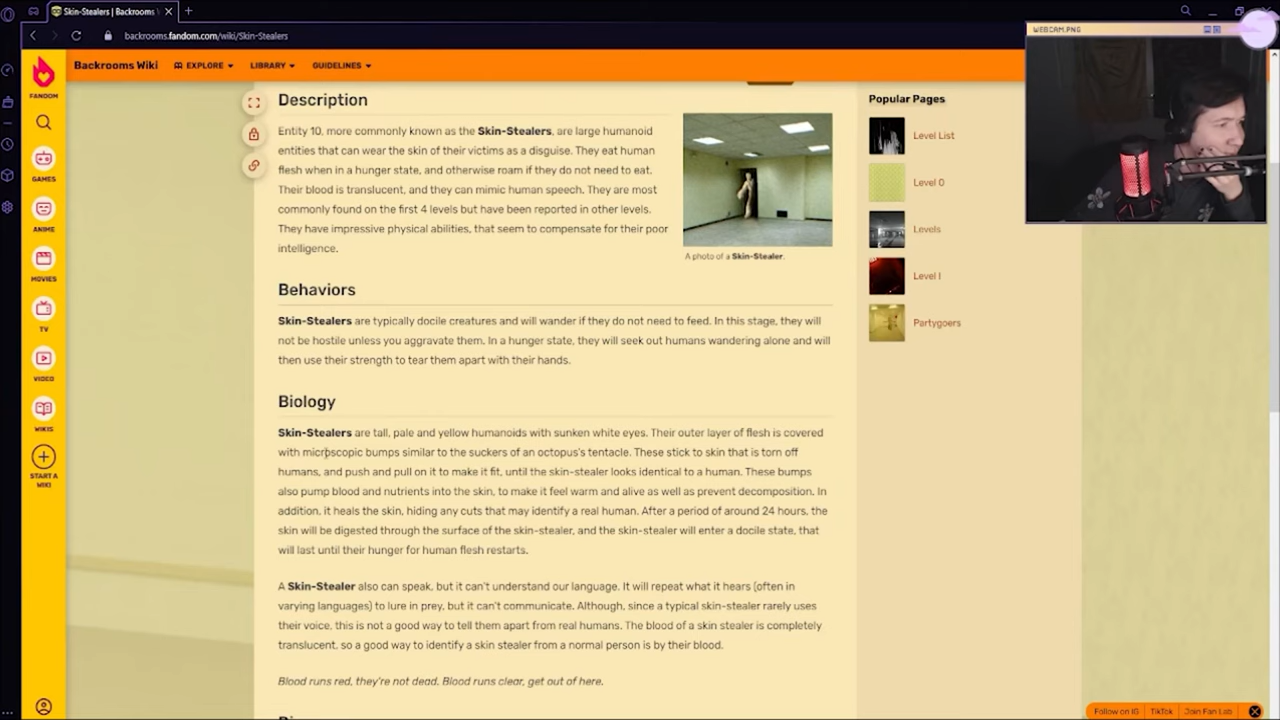 Skin-Stealers | Backrooms
backrooms.fandom.com/wiki/Skin-Stealers
WEBCAM.PNG
FANDOM
GAMES
ANIME
MOVIES
TV
VIDEO
WIKIS
START A
WIKI
Backrooms Wiki
EXPLORE
LIBRARY
GUIDELINES
Description
Entity 10, more commonly known as the Skin-Stealers, are large humanoid
entities that can wear the skin of their victims as a disguise. They eat human
flesh when in a hunger state, and otherwise roam if they do not need to eat.
Their blood is translucent, and they can mimic human speech. They are most
commonly found on the first 4 levels but have been reported in other levels.
They have impressive physical abilities, that seem to compensate for their poor
intelligence.
A photo of a Skin-Stealer.
Behaviors
Skin-Stealers are typically docile creatures and will wander if they do not need to feed. In this stage, they will
not be hostile unless you aggravate them. In a hunger state, they will seek out humans wandering alone and will
then use their strength to tear them apart with their hands.
Biology
Skin-Stealers are tall, pale and yellow humanoids with sunken white eyes. Their outer layer of flesh is covered
with microscopic bumps similar to the suckers of an octopus's tentacle. These stick to skin that is torn off
humans, and push and pull on it to make it fit, until the skin-stealer looks identical to a human. These bumps
also pump blood and nutrients into the skin, to make it feel warm and alive as well as prevent decomposition. In
addition, it heals the skin, hiding any cuts that may identify a real human. After a period of around 24 hours, the
skin will be digested through the surface of the skin-stealer, and the skin-stealer will enter a docile state, that
will last until their hunger for human flesh restarts.
A Skin-Stealer also can speak, but it can't understand our language. It will repeat what it hears (often in
varying languages) to lure in prey, but it can't communicate. Although, since a typical skin-stealer rarely uses
their voice, this is not a good way to tell them apart from real humans. The blood of a skin stealer is completely
translucent, so a good way to identify a skin stealer from a normal person is by their blood.
Blood runs red, they're not dead. Blood runs clear, get out of here.
Popular Pages
Level List
Level 0
Levels
Level 1
Partygoers
Follow on IG
TikTok
Join Fan Lab